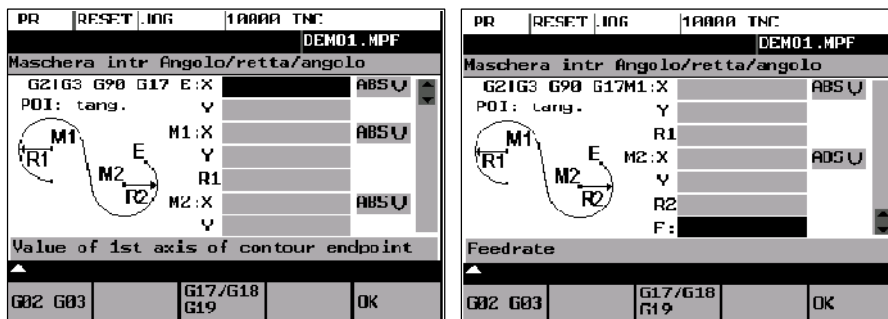 PR RESET JOG 10000 INC
DEMO1.MPF
Maschera intr Angolo/retta/angolo
G2|G3 G90 G17 E:X ABS U
POI: tang. Y
M1:X ABS U
Y
R1
M2:X ABS U
Y
M1
R1
E
M2
R2
Value of 1st axis of contour endpoint
G02 G03 G17/G18 OK
G19
PR RESET JOG 10000 INC
DEMO1.MPF
Maschera intr Angolo/retta/angolo
G2|G3 G90 G17 M1:X ABS U
POI: tang. Y
R1
M2:X ABS U
Y
R2
F:
M1
R1
E
M2
R2
Feedrate
G02 G03 G17/G18 OK
G19